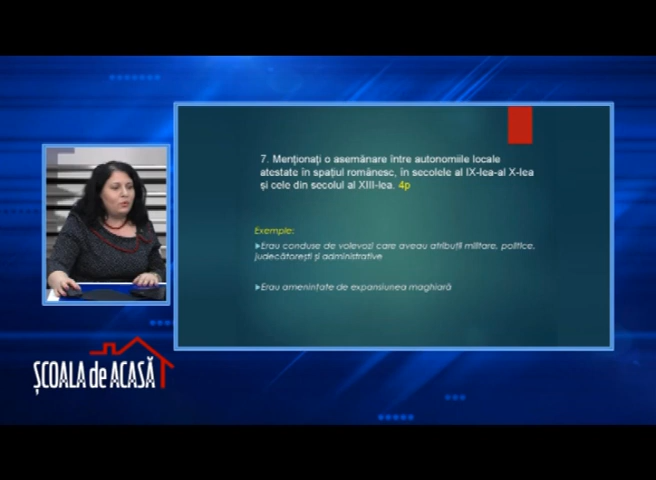 7. Menționați o asemănare între autonomiile locale
atestate în spațiul românesc, în secolele al IX-lea-al X-lea
și cele din secolul al XIII-lea. 4p
Exemple:
Erau conduse de voievozi care aveau atribuții militare, politice,
judecătorești și administrative
Erau amenințate de expansiunea maghiară
ȘCOALA de ACASĂ